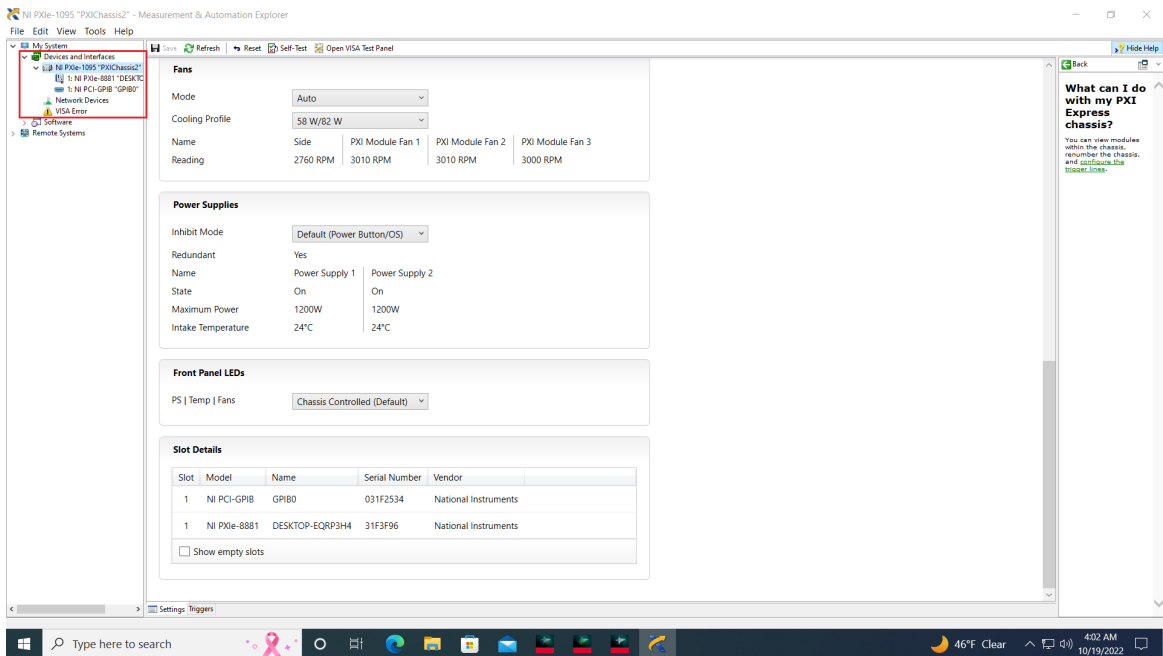 NI PXIe-1095 "PXIChassis2" - Measurement & Automation Explorer
File Edit View Tools Help
My System
Devices and Interfaces
NI PXIe-1095 "PXIChassis2"
1: NI PXIe-8881 "DESKTO
1: NI PCI-GPIB "GPIB0"
Network Devices
VISA Error
Software
Remote Systems
Save Refresh Reset Self-Test Open VISA Test Panel Hide Help
Fans
Mode Auto
Cooling Profile 58 W/82 W
Name Side PXI Module Fan 1 PXI Module Fan 2 PXI Module Fan 3
Reading 2760 RPM 3010 RPM 3010 RPM 3000 RPM
Power Supplies
Inhibit Mode Default (Power Button/OS)
Redundant Yes
Name Power Supply 1 Power Supply 2
State On On
Maximum Power 1200W 1200W
Intake Temperature 24°C 24°C
Front Panel LEDs
PS | Temp | Fans Chassis Controlled (Default)
Slot Details
Slot Model Name Serial Number Vendor
1 NI PCI-GPIB GPIB0 031F2534 National Instruments
1 NI PXIe-8881 DESKTOP-EQRP3H4 31F3F96 National Instruments
Show empty slots
Settings Triggers
Back
What can I do
with my PXI
Express
chassis?
You can view modules
within the chassis,
renumber the chassis,
and configure the
trigger lines.
Type here to search
46°F Clear
4:02 AM
10/19/2022